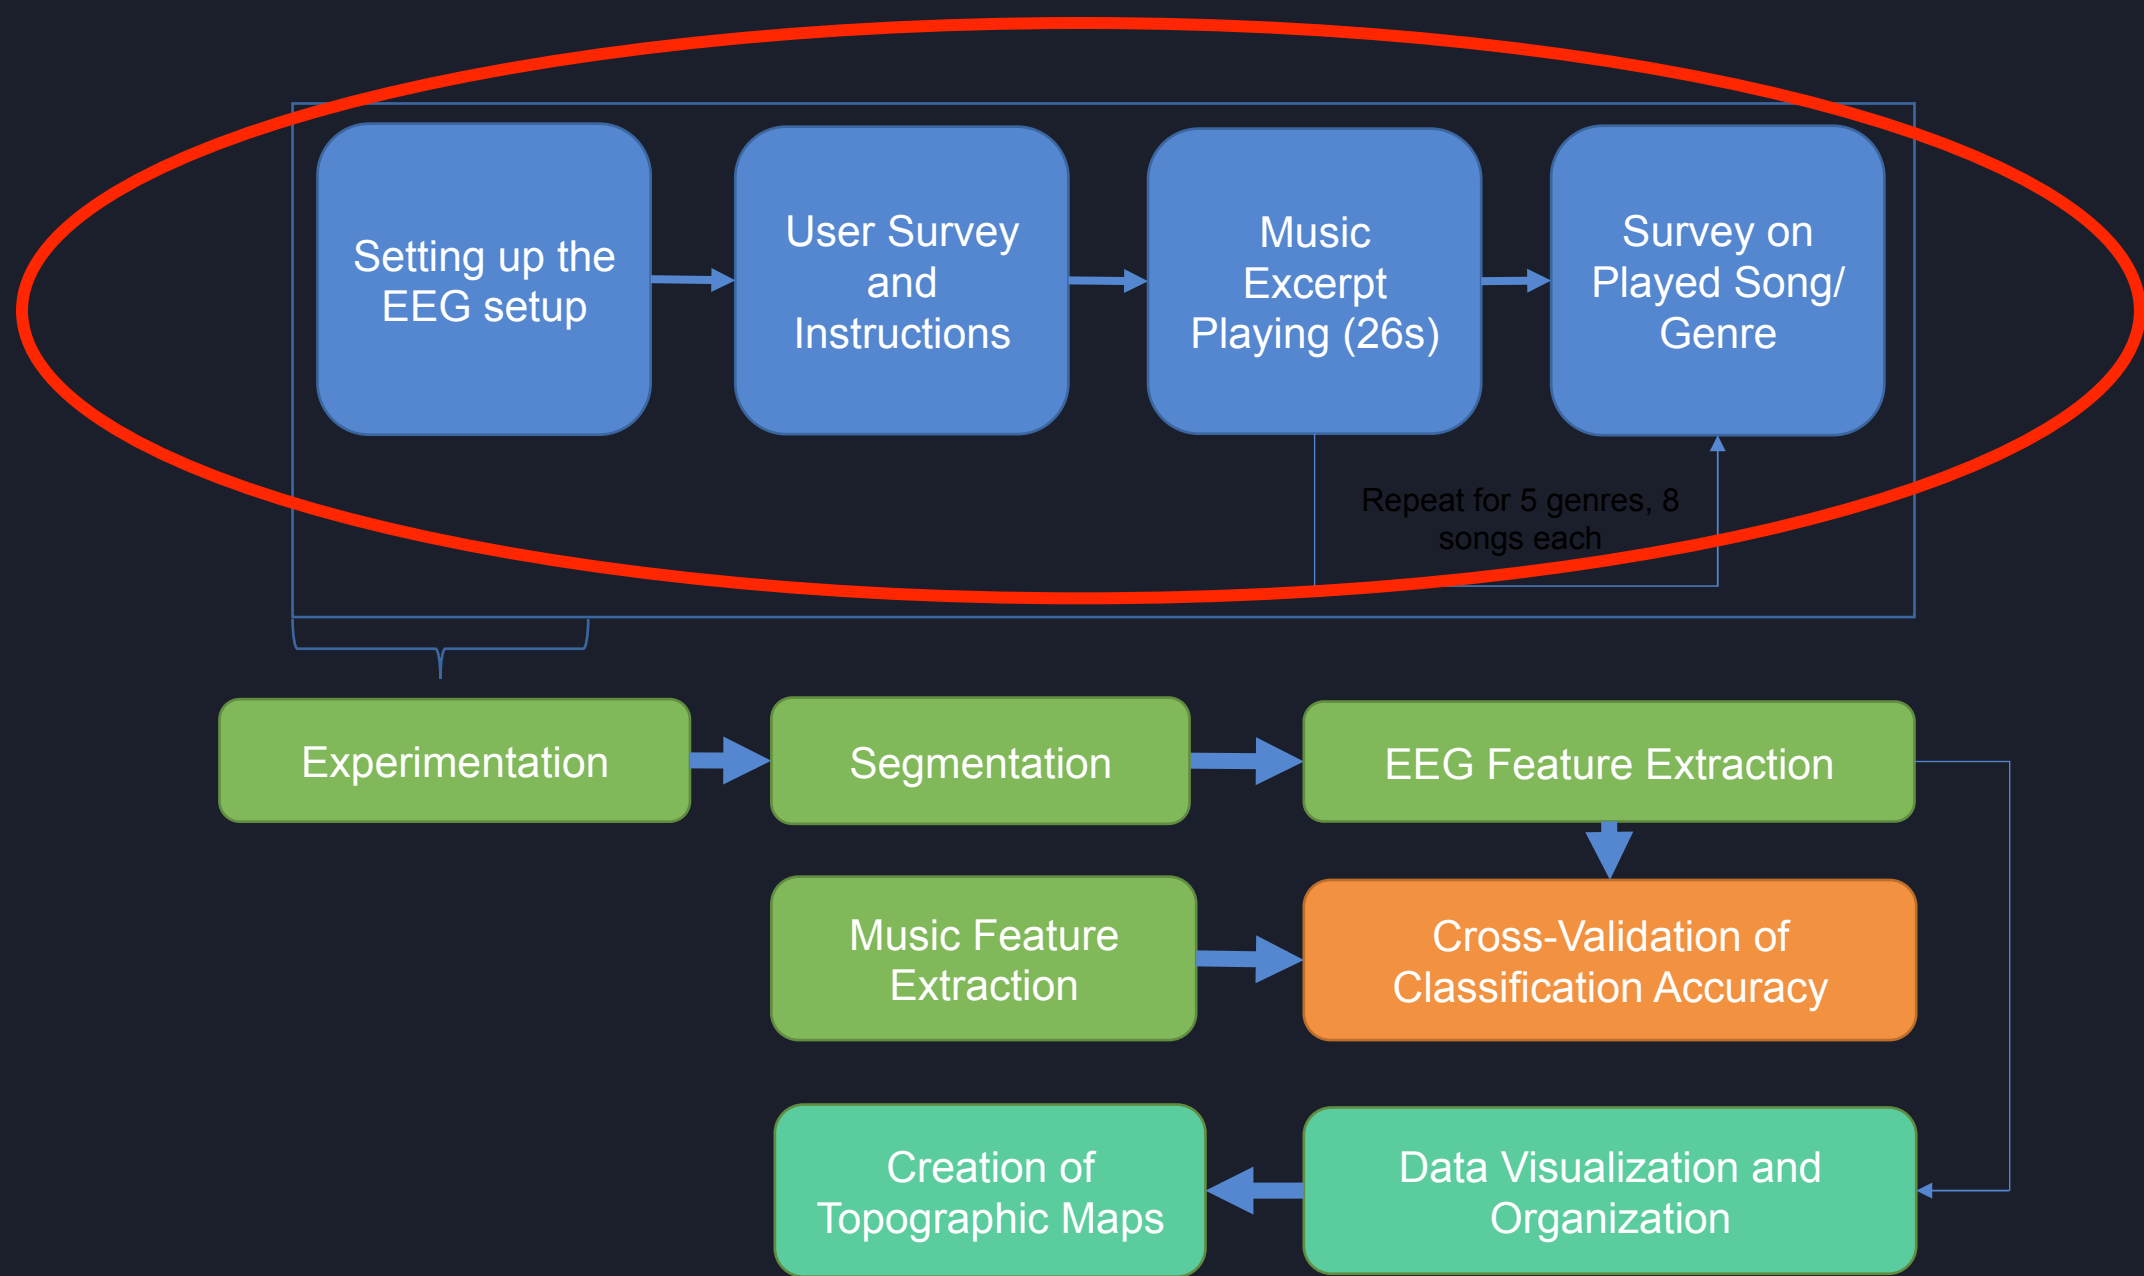 Setting up the
EEG setup
User Survey
and
Instructions
Music
Excerpt
Playing (26s)
Survey on
Played Song/
Genre
Repeat for 5 genres, 8
songs each
Experimentation
Segmentation
EEG Feature Extraction
Music Feature
Extraction
Cross-Validation of
Classification Accuracy
Creation of
Topographic Maps
Data Visualization and
Organization